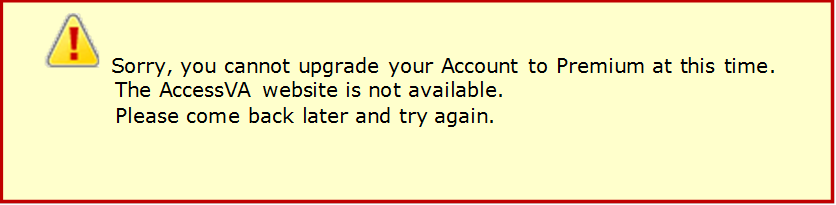 Sorry, you cannot upgrade your Account to Premium at this time.
The AccessVA website is not available.
Please come back later and try again.